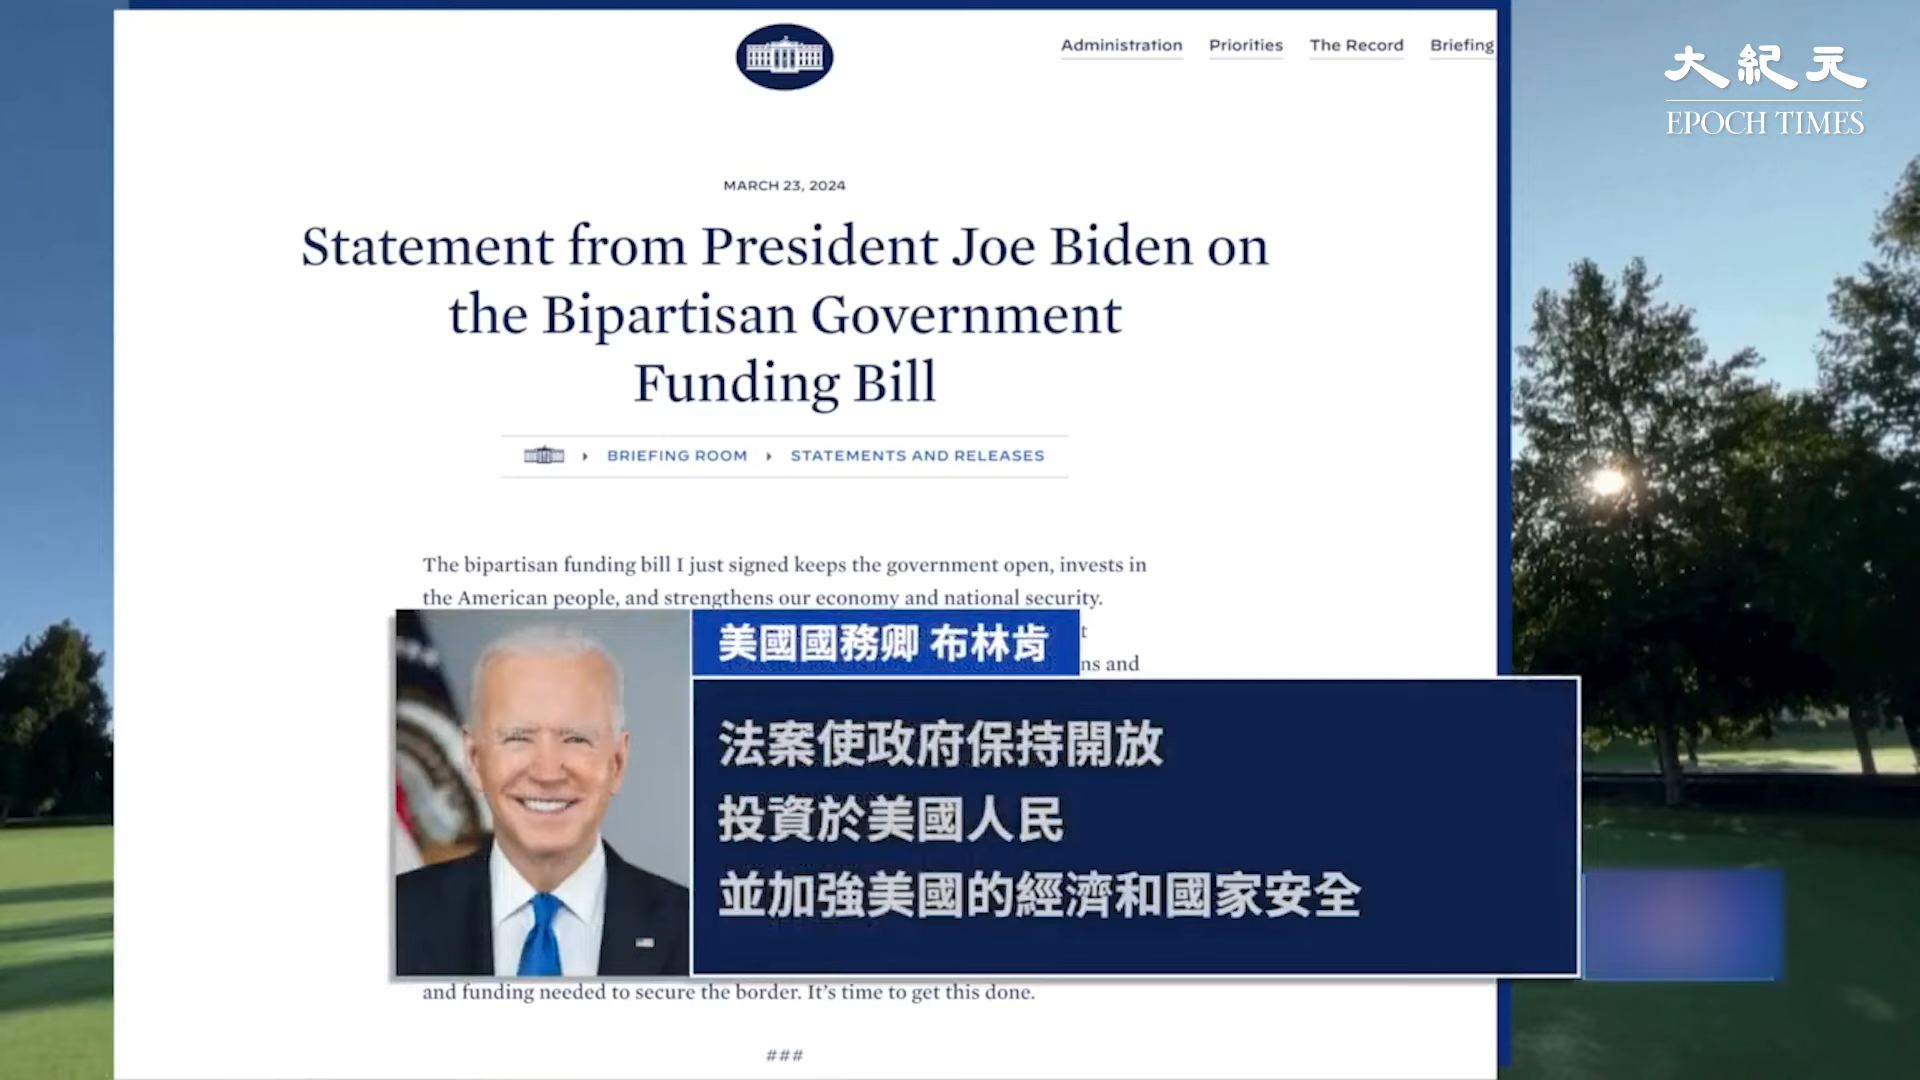 Administration Priorities The Record Briefing
大紀元
EPOCH TIMES
MARCH 23, 2024
Statement from President Joe Biden on
the Bipartisan Government
Funding Bill
BRIEFING ROOM STATEMENTS AND RELEASES
The bipartisan funding bill I just signed keeps the government open, invests in
the American people, and strengthens our economy and national security.
and
美國國務卿 布林肯
法案使政府保持開放
投資於美國人民
並加強美國的經濟和國家安全
and funding needed to secure the border. It's time to get this done.
###